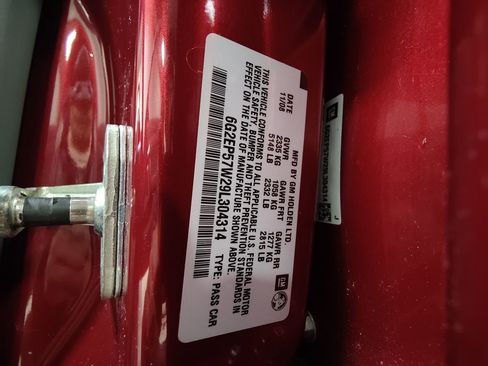 MFD BY GM HOLDEN LTD.
DATE GVWR GAWR FRT GAWR RR
11/08 2335 KG 1058 KG 1277 KG
5148 LB 2332 LB 2815 LB
THIS VEHICLE CONFORMS TO ALL APPLICABLE U.S. FEDERAL MOTOR
VEHICLE SAFETY, BUMPER AND THEFT PREVENTION STANDARDS IN
EFFECT ON THE DATE OF MANUFACTURE SHOWN ABOVE.
6G2EP57W29L304314 TYPE: PASS CAR
GM
6G2EP57W29L304314